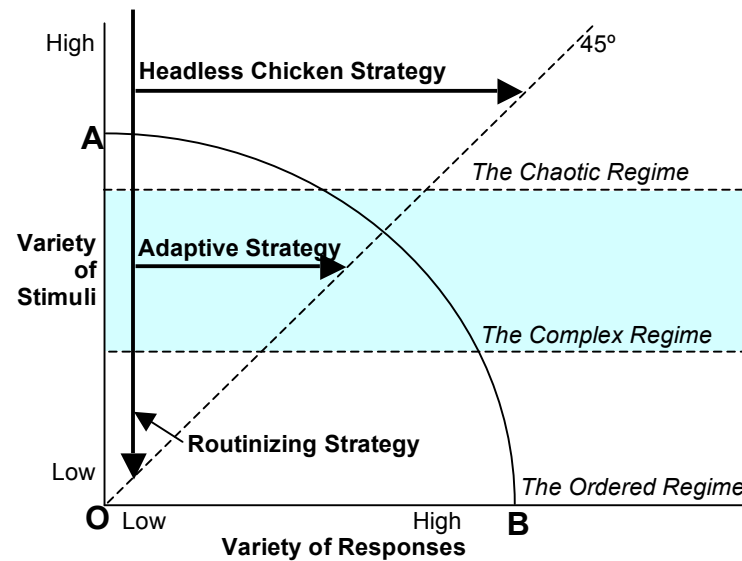 High
45º
Headless Chicken Strategy
A
The Chaotic Regime
Variety
of
Stimuli
Adaptive Strategy
The Complex Regime
Routinizing Strategy
Low
The Ordered Regime
O
Low
High
B
Variety of Responses